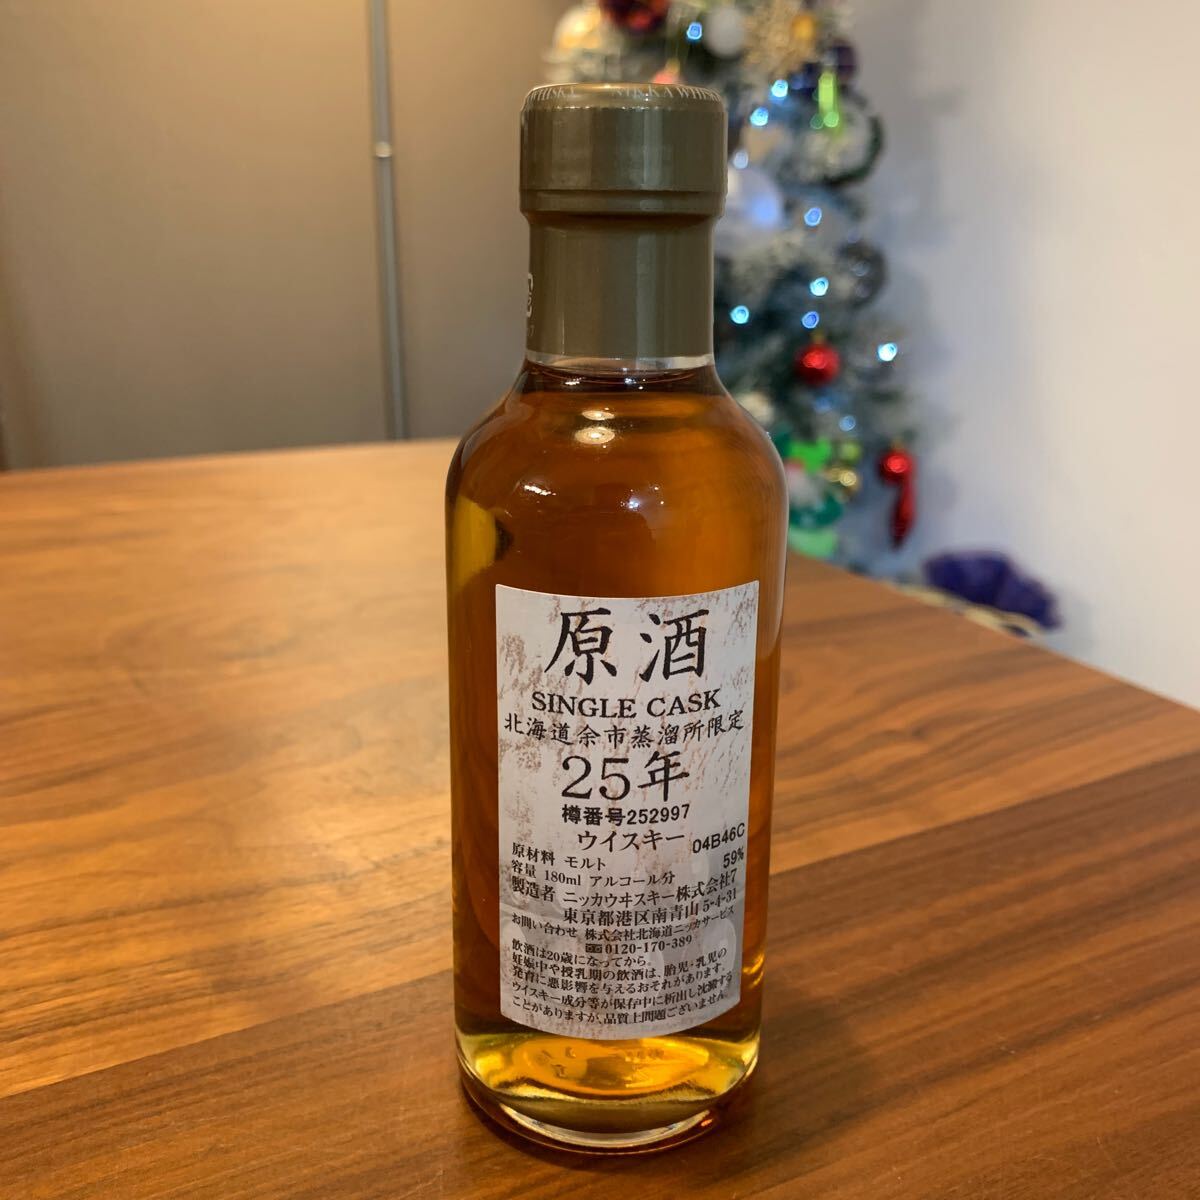 WHISKY NIKKA WHISKY
原酒
SINGLE CASK
北海道余市蒸溜所限定
25年
樽番号252997
ウイスキー 04B46C
原材料 モルト
容量 180ml アルコール分 59%
製造者 ニッカウヰスキー株式会社7
東京都港区南青山5-4-31
お問い合わせ 株式会社北海道ニッカサービス
0120-170-389
飲酒は20歳になってから。
妊娠中や授乳期の飲酒は、胎児・乳児の
発育に悪影響を与えるおそれがあります。
ウイスキー成分等が保存中に析出し沈澱する
ことがありますが、品質上問題ございません。